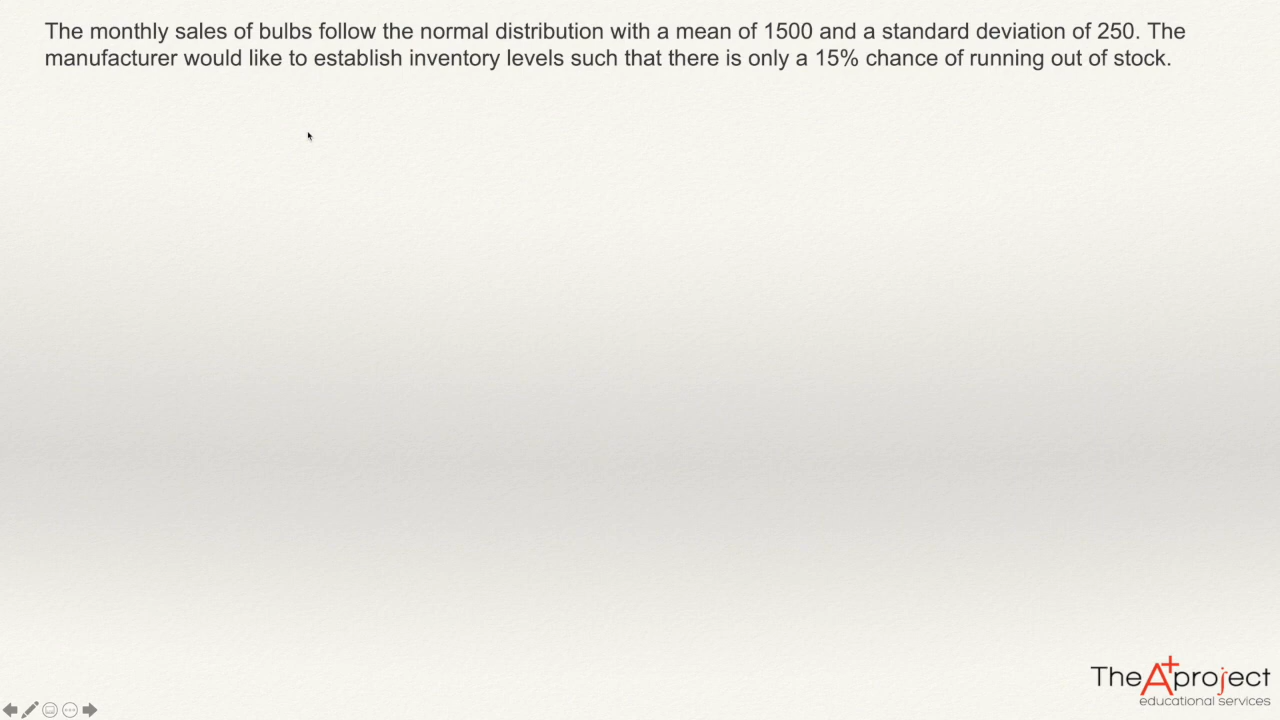 The monthly sales of bulbs follow the normal distribution with a mean of 1500 and a standard deviation of 250. The
manufacturer would like to establish inventory levels such that there is only a 15% chance of running out of stock.
The A+ project
educational services